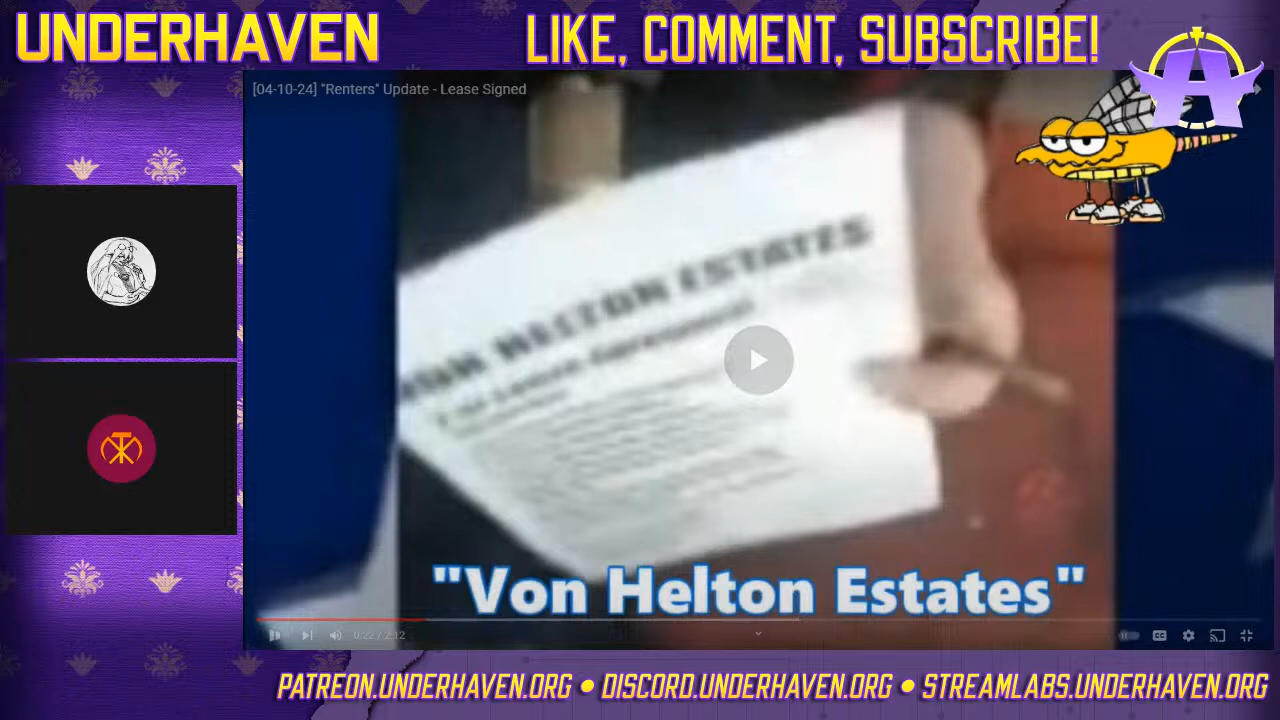 UNDERHAVEN
LIKE, COMMENT, SUBSCRIBE!
[04-10-24] "Renters" Update - Lease Signed
HELTON ESTATES
"Von Helton Estates"
0:22 / 2:12
CC
PATREON.UNDERHAVEN.ORG • DISCORD.UNDERHAVEN.ORG • STREAMLABS.UNDERHAVEN.ORG